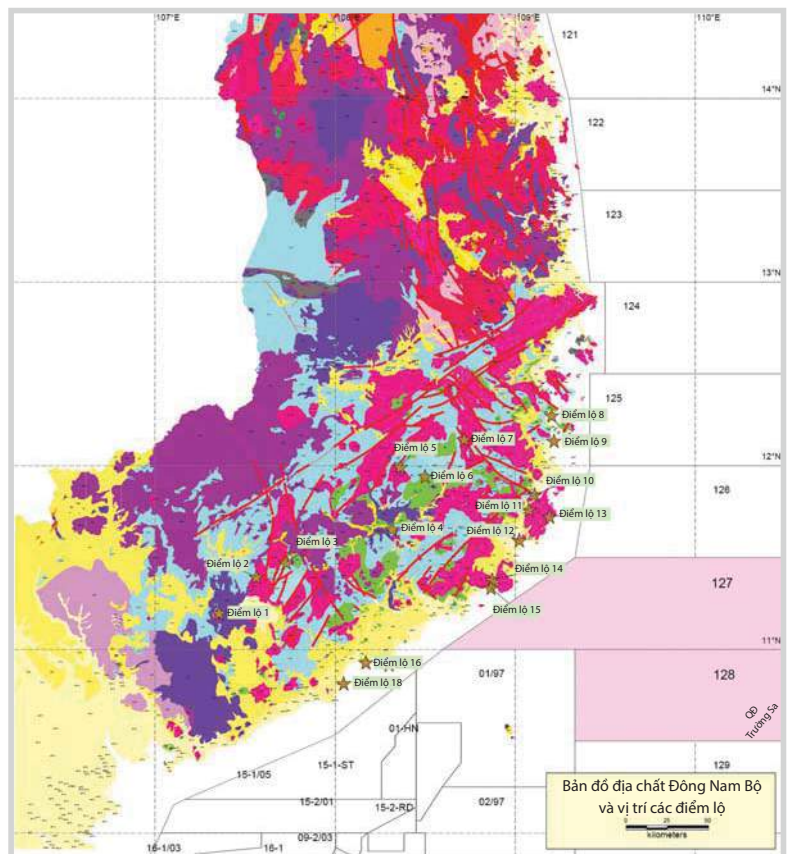 107°E
108°E
109°E
110°E
121
14°N
122
123
13°N
124
125
Điểm lộ 8
Điểm lộ 5
Điểm lộ 7
Điểm lộ 9
12°N
Điểm lộ 6
126
Điểm lộ 10
Điểm lộ 11
Điểm lộ 13
Điểm lộ 4
Điểm lộ 12
Điểm lộ 3
Điểm lộ 2
Điểm lộ 14
127
Điểm lộ 1
Điểm lộ 15
11°N
Điểm lộ 16
01/97
128
Điểm lộ 18
QĐ
Trường Sa
01-HN
15-1-ST
129
15-1/05
Bản đồ địa chất Đông Nam Bộ
và vị trí các điểm lộ
15-2/01
15-2-RD
02/97
0 25 50
kilometers
09-2/03
16-1/03
16-1